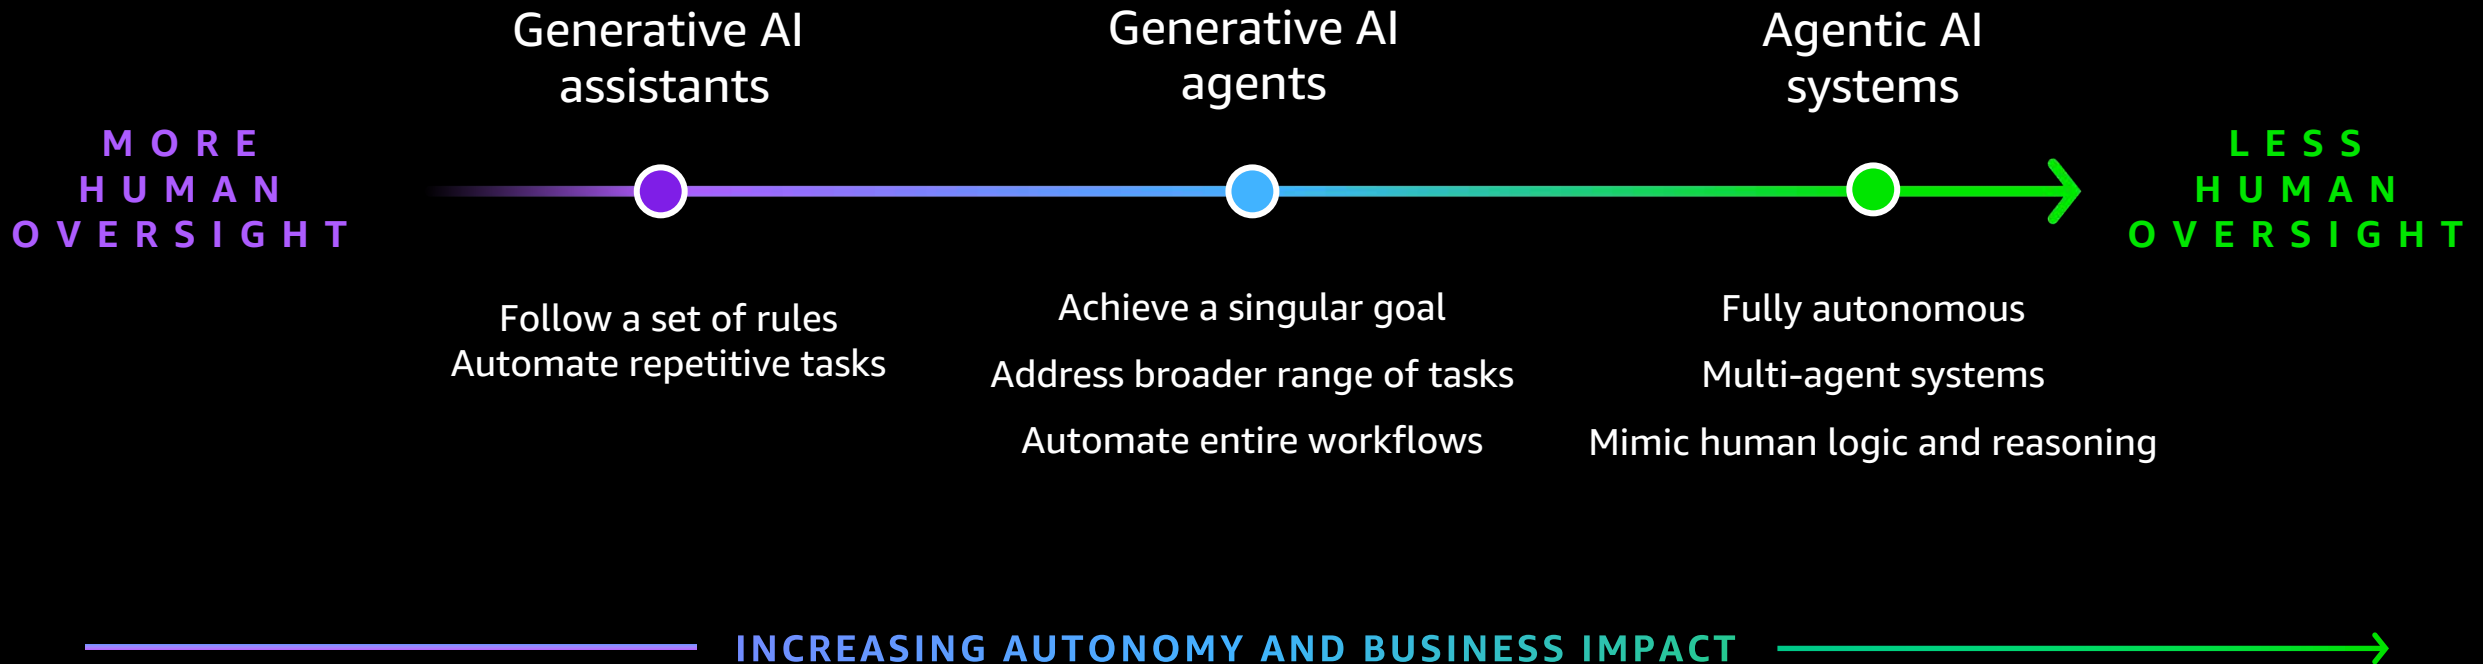 Generative AI
assistants
Generative AI
agents
Agentic AI
systems
MORE
HUMAN
OVERSIGHT
LESS
HUMAN
OVERSIGHT
Follow a set of rules
Automate repetitive tasks
Achieve a singular goal
Address broader range of tasks
Automate entire workflows
Fully autonomous
Multi-agent systems
Mimic human logic and reasoning
INCREASING AUTONOMY AND BUSINESS IMPACT